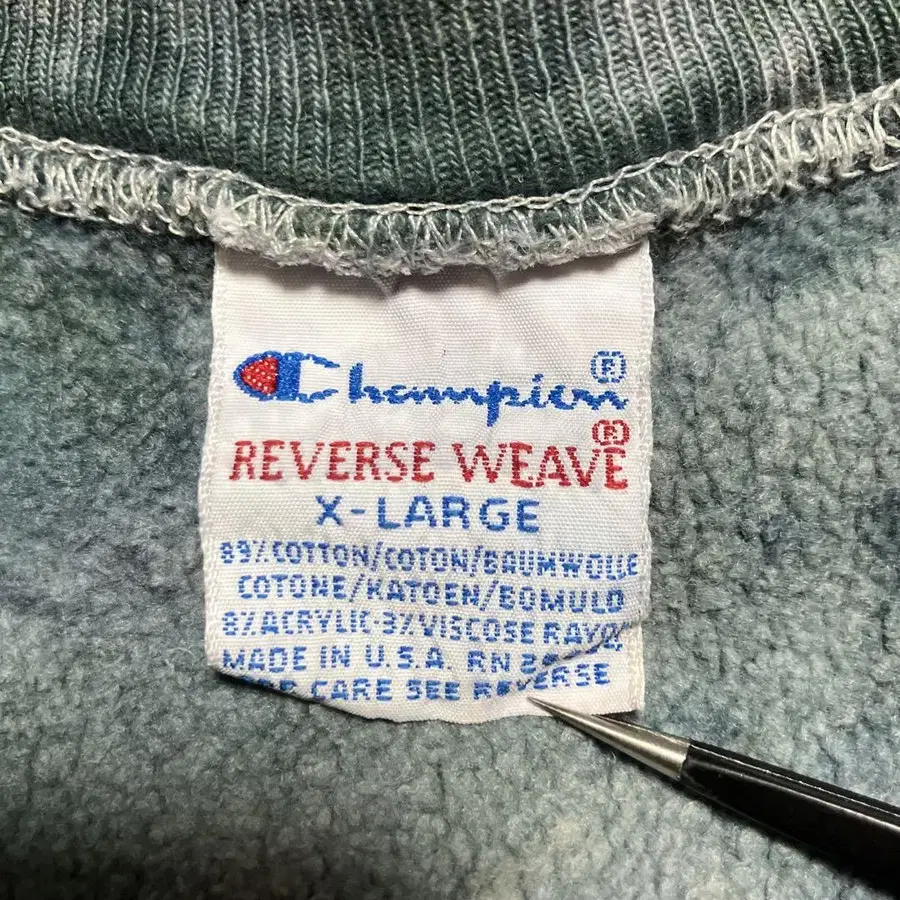 Champion ®
REVERSE WEAVE ®
X-LARGE
89% COTTON/COTON/BAUMWOLLE
COTONE/KATOEN/BOMULD
8% ACRYLIC·3% VISCOSE
MADE IN U.S.A. RN
CARE SEE REVERSE